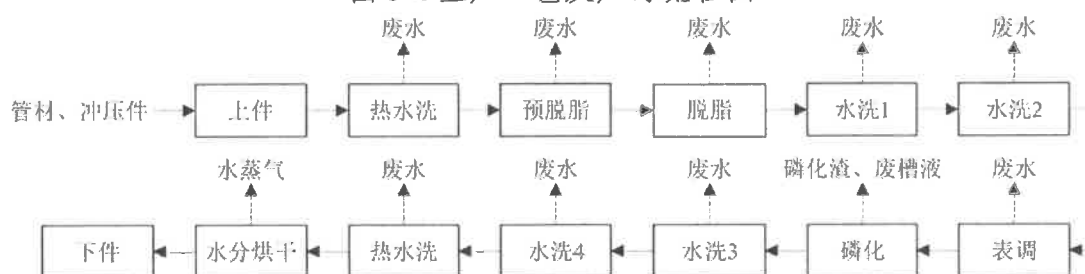 废水 废水 废水 废水 废水
管材、冲压件 上件 热水洗 预脱脂 脱脂 水洗1 水洗2
水蒸气 废水 废水 废水 磷化渣、废槽液 废水
下件 水分烘干 热水洗 水洗4 水洗3 磷化 表调